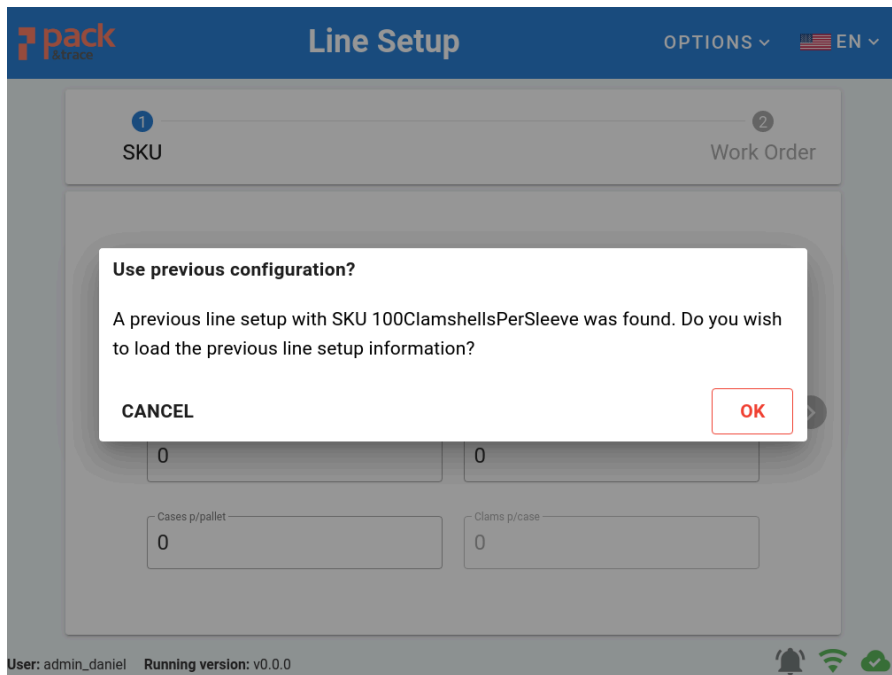 pack
&trace
Line Setup
OPTIONS
EN
1
2
SKU
Work Order
Use previous configuration?
A previous line setup with SKU 100ClamshellsPerSleeve was found. Do you wish
to load the previous line setup information?
CANCEL
OK
0
0
Cases p/pallet
Clams p/case
0
0
User: admin_daniel Running version: v0.0.0